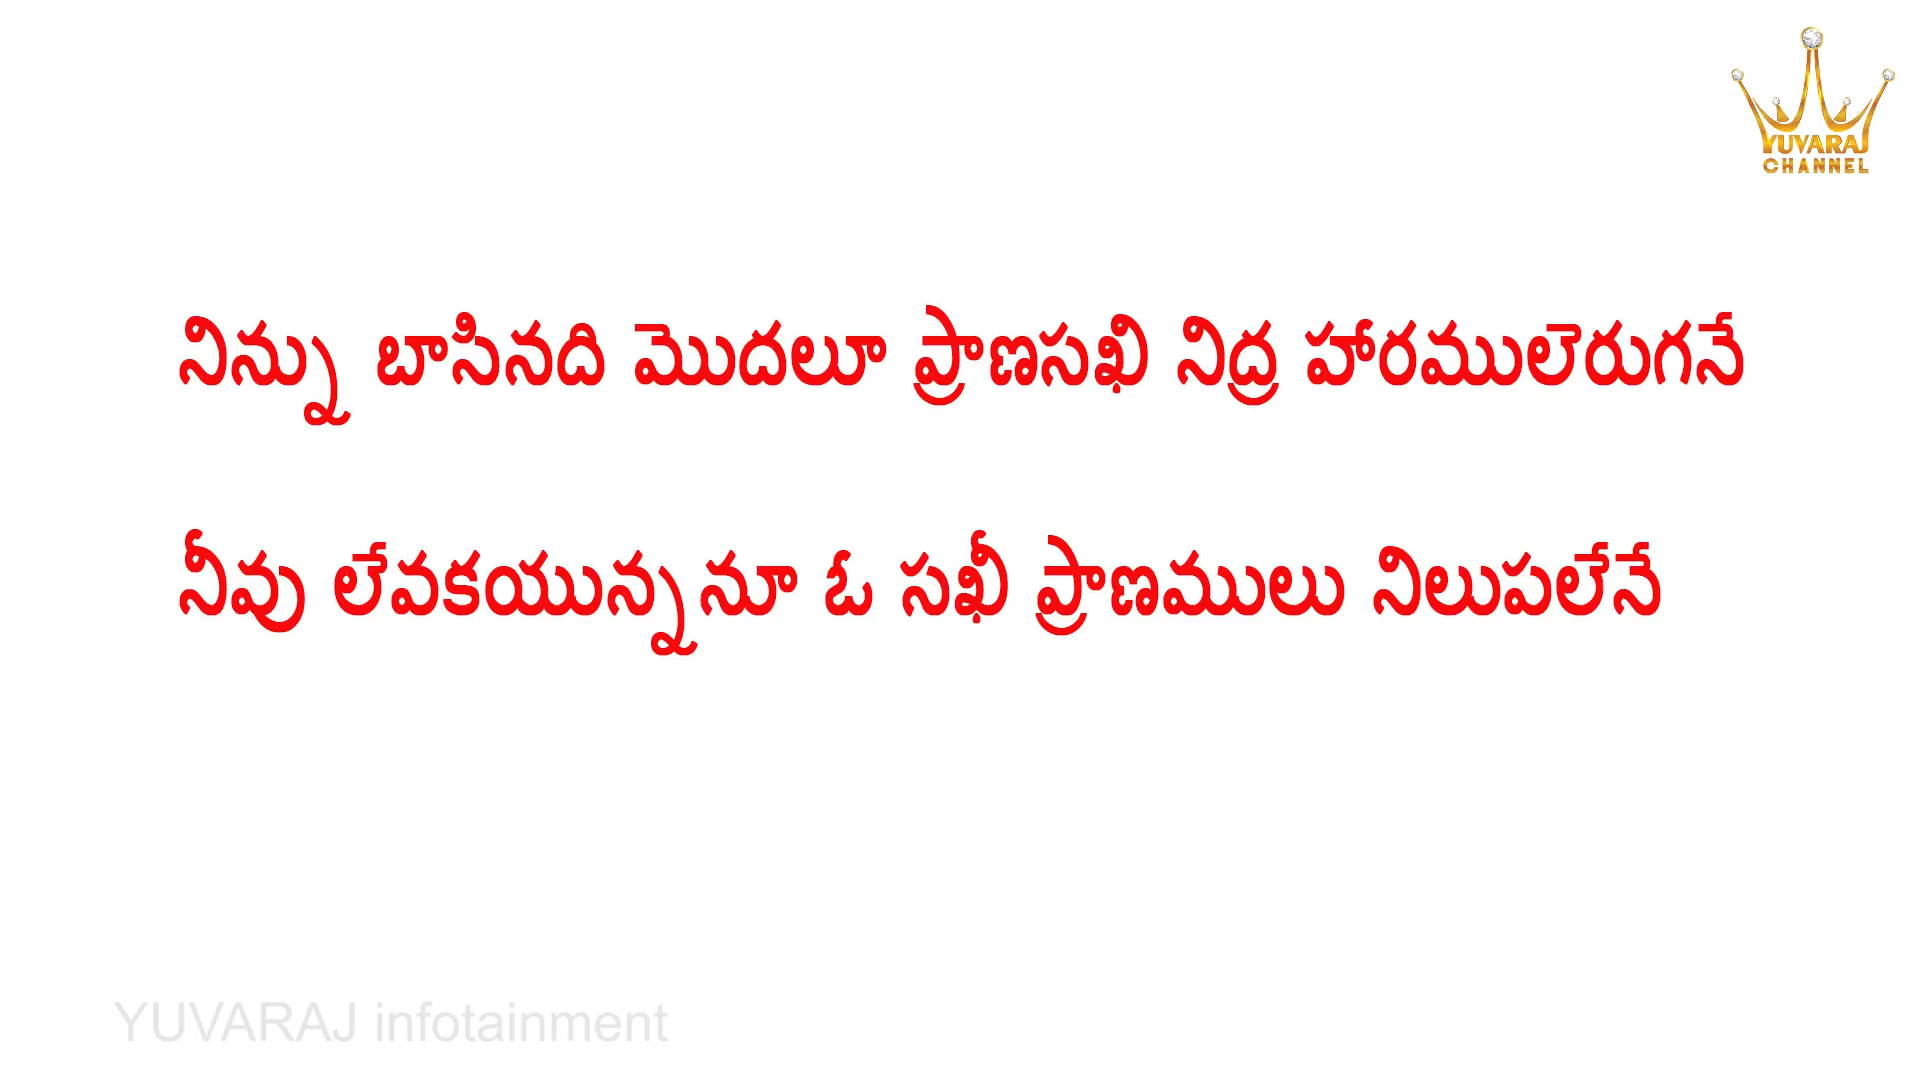 YUVARAJ
CHANNEL
నిన్ను బాసినది మొదలూ ప్రాణసఖి నిద్ర హారములెరుగనే
నీవు లేవకయున్ననూ ఓ సఖీ ప్రాణములు నిలుపలేనే
YUVARAJ infotainment